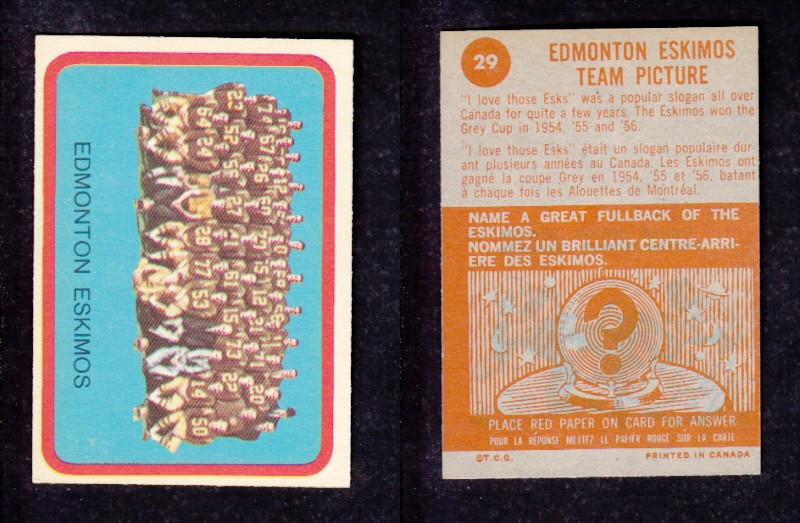 EDMONTON ESKIMOS
29
EDMONTON ESKIMOS
TEAM PICTURE
"I love those Esks" was a popular slogan all over
Canada for quite a few years. The Eskimos won the
Grey Cup in 1954, '55 and '56.
"I love those Esks" était un slogan populaire dur-
ant plusieurs années au Canada. Les Eskimos ont
gagné la coupe Grey en 1954, '55 et '56, batant
à chaque fois les Alouettes de Montréal.
NAME A GREAT FULLBACK OF THE
ESKIMOS.
NOMMEZ UN BRILLIANT CENTRE-ARRI-
ERE DES ESKIMOS.
?
PLACE RED PAPER ON CARD FOR ANSWER
POUR LA RÉPONSE METTEZ LE PAPIER ROUGE SUR LA CARTE
©T.C.G. PRINTED IN CANADA